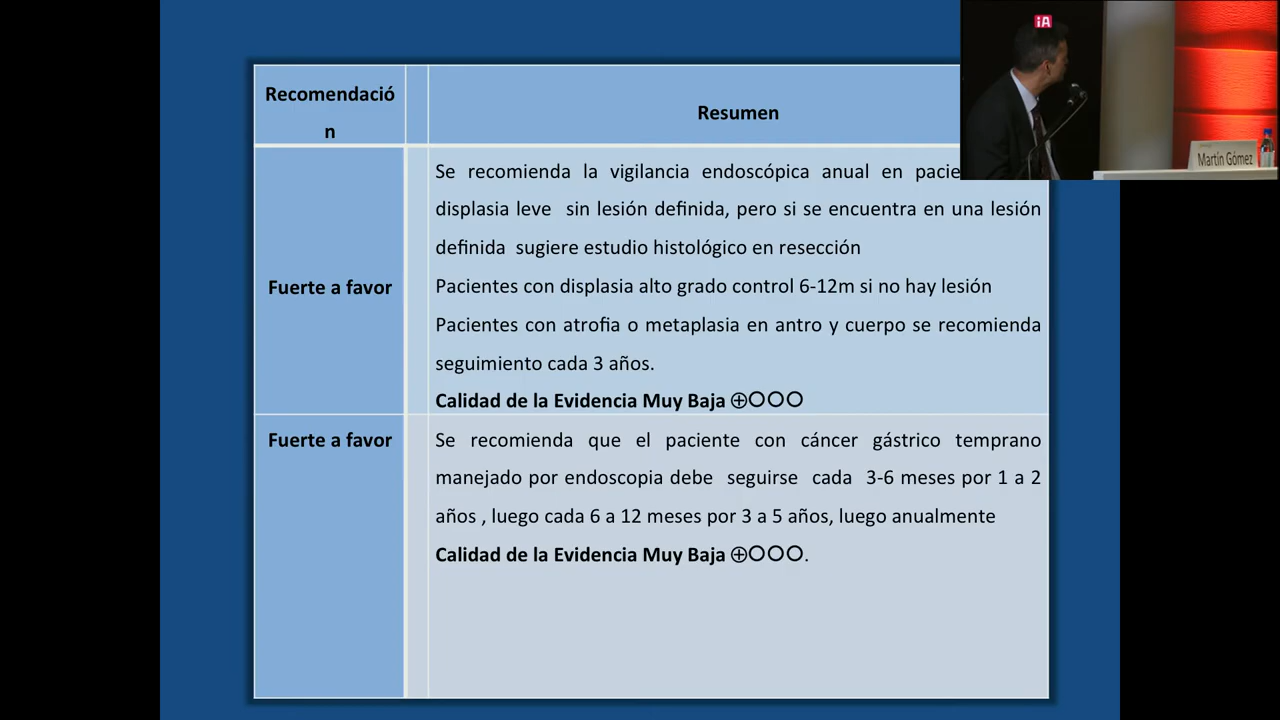 iA
Martín Gómez
Recomendació
n
Resumen
Fuerte a favor
Se recomienda la vigilancia endoscópica anual en pacie
displasia leve sin lesión definida, pero si se encuentra en una lesión
definida sugiere estudio histológico en resección
Pacientes con displasia alto grado control 6-12m si no hay lesión
Pacientes con atrofia o metaplasia en antro y cuerpo se recomienda
seguimiento cada 3 años.
Calidad de la Evidencia Muy Baja ⊕○○○
Fuerte a favor
Se recomienda que el paciente con cáncer gástrico temprano
manejado por endoscopia debe seguirse cada 3-6 meses por 1 a 2
años , luego cada 6 a 12 meses por 3 a 5 años, luego anualmente
Calidad de la Evidencia Muy Baja ⊕○○○.